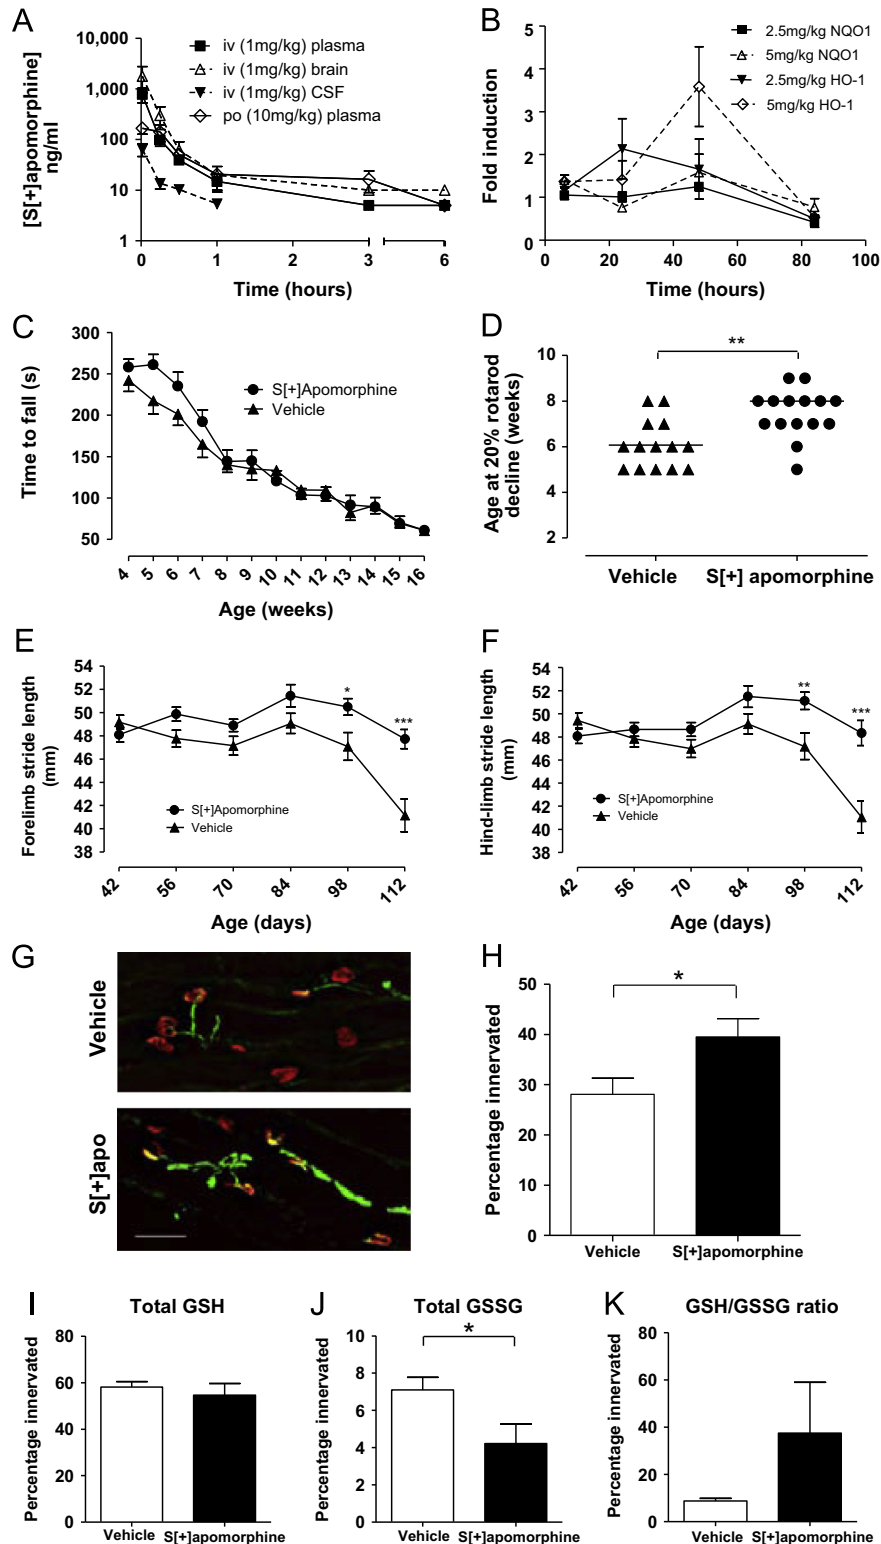 A
[S[+]apomorphine]
ng/ml
10,000
1,000
100
10
1
iv (1mg/kg) plasma
iv (1mg/kg) brain
iv (1mg/kg) CSF
po (10mg/kg) plasma
0 1 2 3 6
Time (hours)
B
Fold induction
5
4
3
2
1
0
2.5mg/kg NQO1
5mg/kg NQO1
2.5mg/kg HO-1
5mg/kg HO-1
0 20 40 60 80 100
Time (hours)
C
Time to fall (s)
300
250
200
150
100
50
S[+]Apomorphine
Vehicle
4 5 6 7 8 9 10 11 12 13 14 15 16
Age (weeks)
D
Age at 20% rotarod
decline (weeks)
10
8
6
4
2
**
Vehicle S[+] apomorphine
E
Forelimb stride length
(mm)
54
52
50
48
46
44
42
40
38
*
***
S[+]Apomorphine
Vehicle
42 56 70 84 98 112
Age (days)
F
Hind-limb stride length
(mm)
54
52
50
48
46
44
42
40
38
**
***
S[+]Apomorphine
Vehicle
42 56 70 84 98 112
Age (days)
G
Vehicle
S[+]apo
H
Percentage innervated
50
40
30
20
10
0
*
Vehicle S[+]apomorphine
I
Total GSH
Percentage innervated
80
60
40
20
0
Vehicle S[+]apomorphine
J
Total GSSG
Percentage innervated
10
8
6
4
2
0
*
Vehicle S[+]apomorphine
K
GSH/GSSG ratio
Percentage innervated
80
60
40
20
0
Vehicle S[+]apomorphine